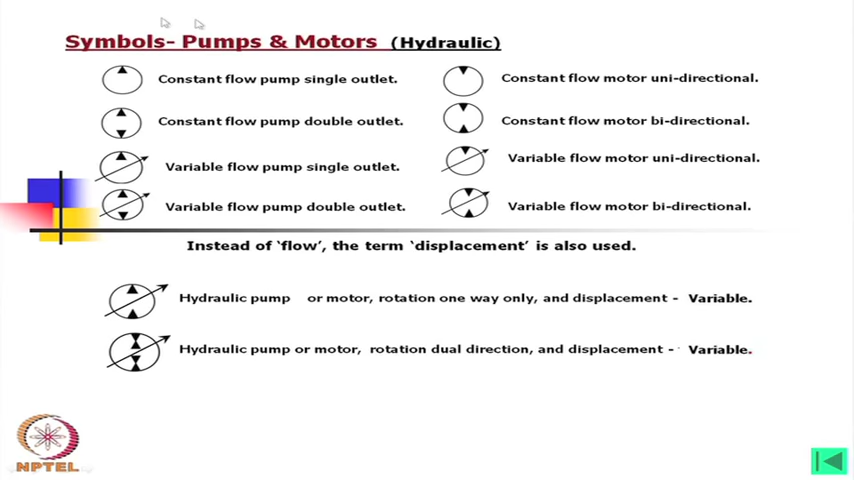 Symbols- Pumps & Motors (Hydraulic)
Constant flow pump single outlet.
Constant flow motor uni-directional.
Constant flow pump double outlet.
Constant flow motor bi-directional.
Variable flow pump single outlet.
Variable flow motor uni-directional.
Variable flow pump double outlet.
Variable flow motor bi-directional.
Instead of ‘flow’, the term ‘displacement’ is also used.
Hydraulic pump or motor, rotation one way only, and displacement - Variable.
Hydraulic pump or motor, rotation dual direction, and displacement - Variable.
NPTEL